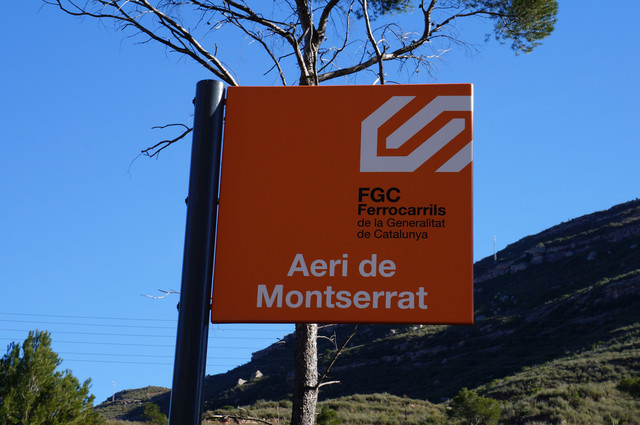 FGC
Ferrocarrils
de la Generalitat
de Catalunya
Aeri de
Montserrat